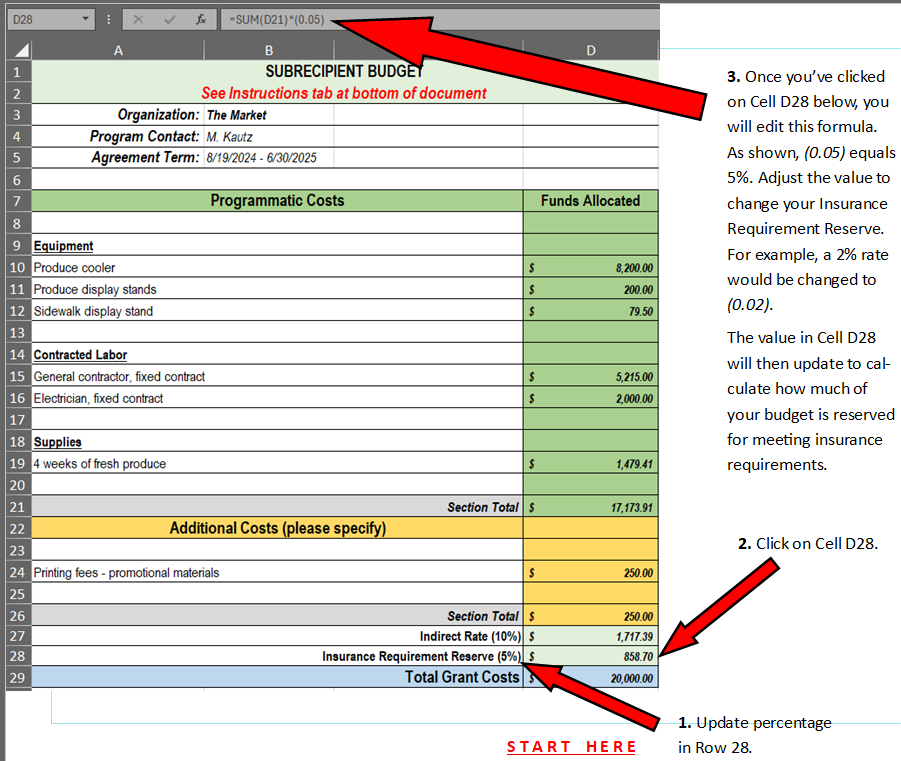 D28 fx =SUM(D21)*(0.05)
A B D
1 SUBRECIPIENT BUDGET
2 See Instructions tab at bottom of document
3 Organization: The Market
4 Program Contact: M. Kautz
5 Agreement Term: 8/19/2024 - 6/30/2025
6
7 Programmatic Costs Funds Allocated
8
9 Equipment
10 Produce cooler $ 8,200.00
11 Produce display stands $ 200.00
12 Sidewalk display stand $ 79.50
13
14 Contracted Labor
15 General contractor, fixed contract $ 5,215.00
16 Electrician, fixed contract $ 2,000.00
17
18 Supplies
19 4 weeks of fresh produce $ 1,479.41
20
21 Section Total $ 17,173.91
22 Additional Costs (please specify)
23
24 Printing fees - promotional materials $ 250.00
25
26 Section Total $ 250.00
27 Indirect Rate (10%) $ 1,717.39
28 Insurance Requirement Reserve (5%) $ 858.70
29 Total Grant Costs $ 20,000.00
3. Once you've clicked
on Cell D28 below, you
will edit this formula.
As shown, (0.05) equals
5%. Adjust the value to
change your Insurance
Requirement Reserve.
For example, a 2% rate
would be changed to
(0.02).
The value in Cell D28
will then update to cal-
culate how much of
your budget is reserved
for meeting insurance
requirements.
2. Click on Cell D28.
1. Update percentage
in Row 28.
START HERE